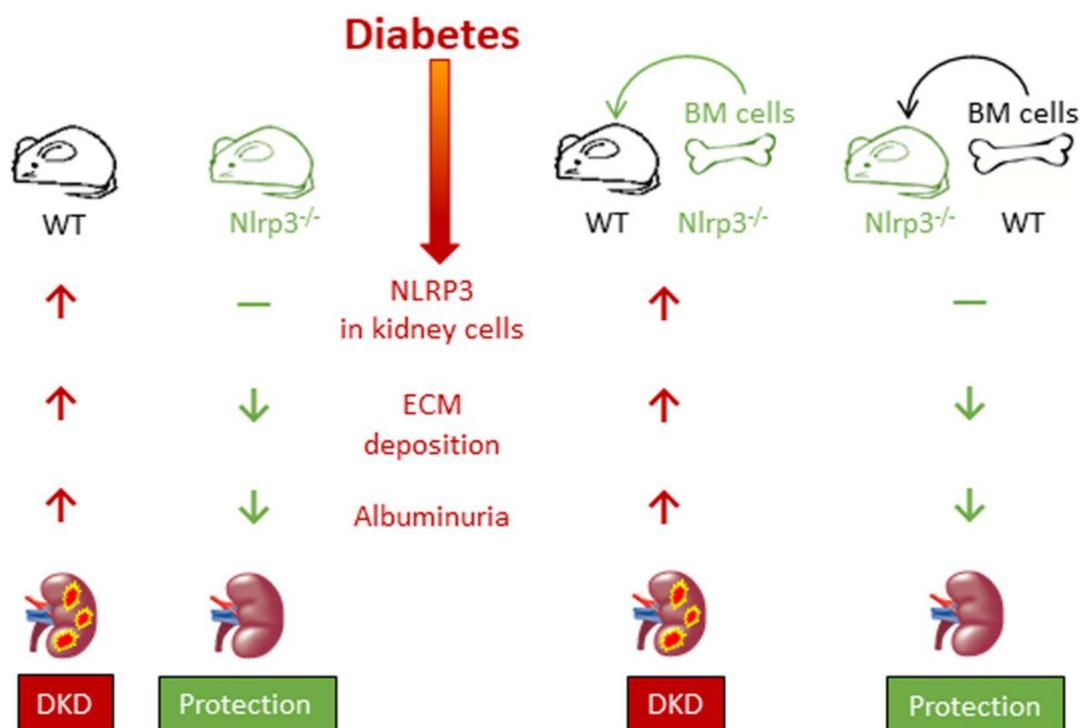 Diabetes
BM cells
BM cells
WT
Nlrp3-/-
WT
Nlrp3-/-
Nlrp3-/-
WT
NLRP3
in kidney cells
ECM
deposition
Albuminuria
DKD
Protection
DKD
Protection